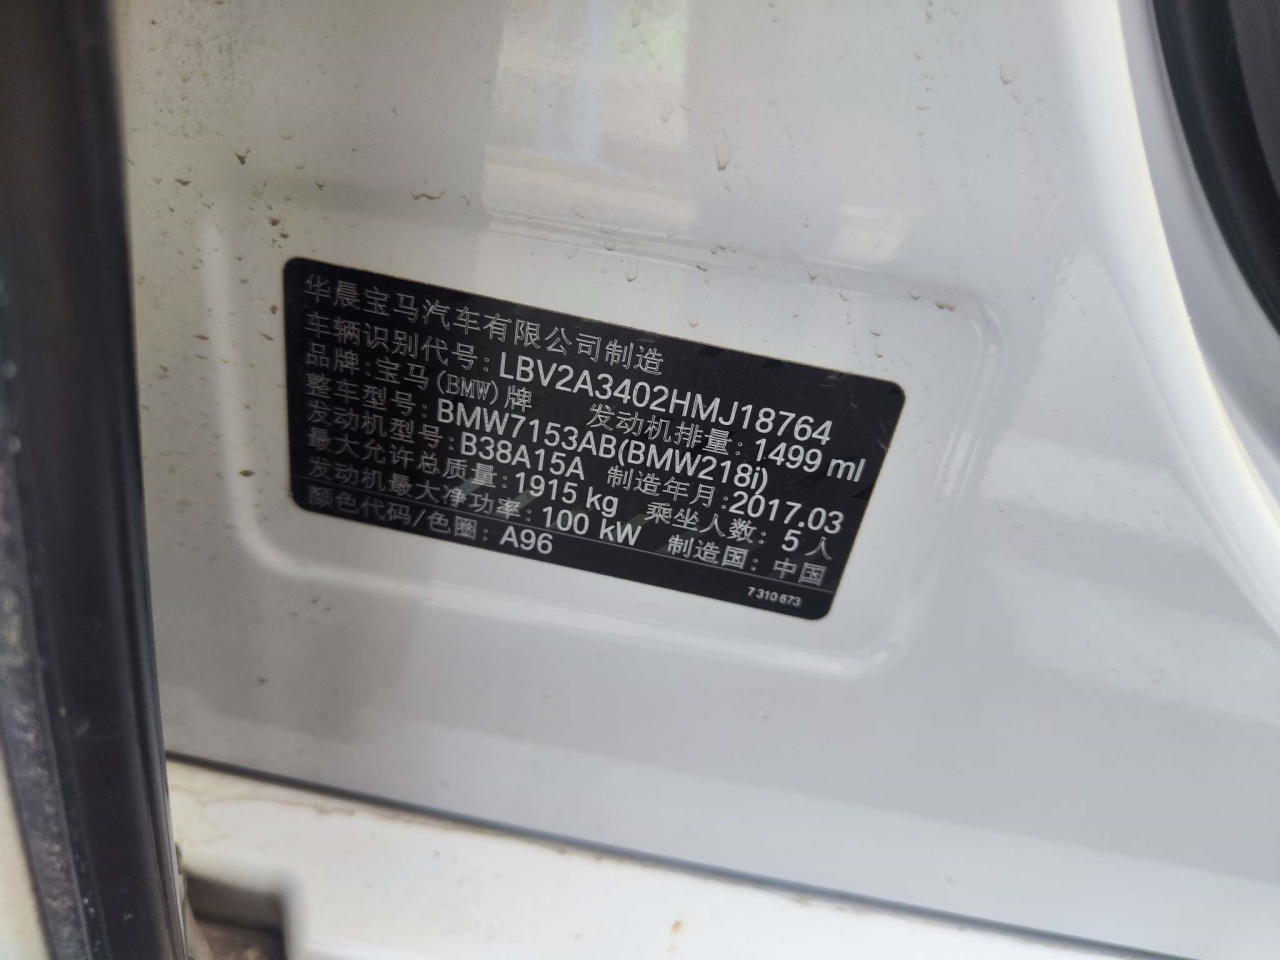 华晨宝马汽车有限公司制造
车辆识别代号：LBV2A3402HMJ18764
品牌：宝马(BMW)牌 发动机排量：1499 ml
整车型号：BMW7153AB(BMW218i)
发动机型号：B38A15A 制造年月：2017.03
最大允许总质量：1915 kg 乘坐人数：5人
发动机最大净功率：100 kW 制造国：中国
颜色代码/色圈：A96
7 310 673